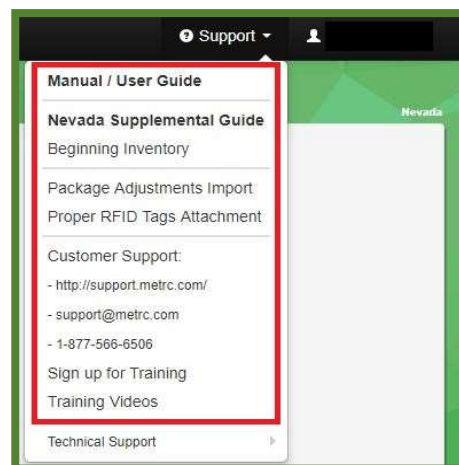 Support
Manual / User Guide
Nevada
Nevada Supplemental Guide
Beginning Inventory
Package Adjustments Import
Proper RFID Tags Attachment
Customer Support:
- http://support.metrc.com/
- support@metrc.com
- 1-877-566-6506
Sign up for Training
Training Videos
Technical Support